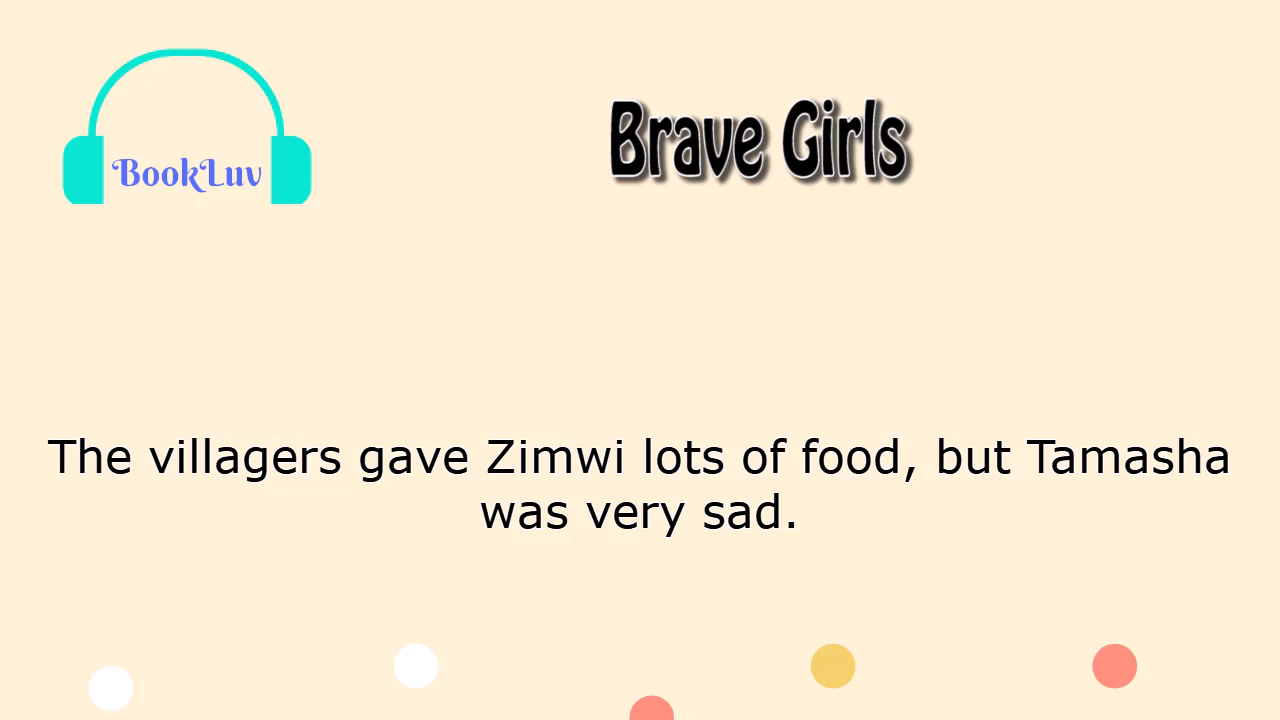 BookLuv
Brave Girls
The villagers gave Zimwi lots of food, but Tamasha
was very sad.